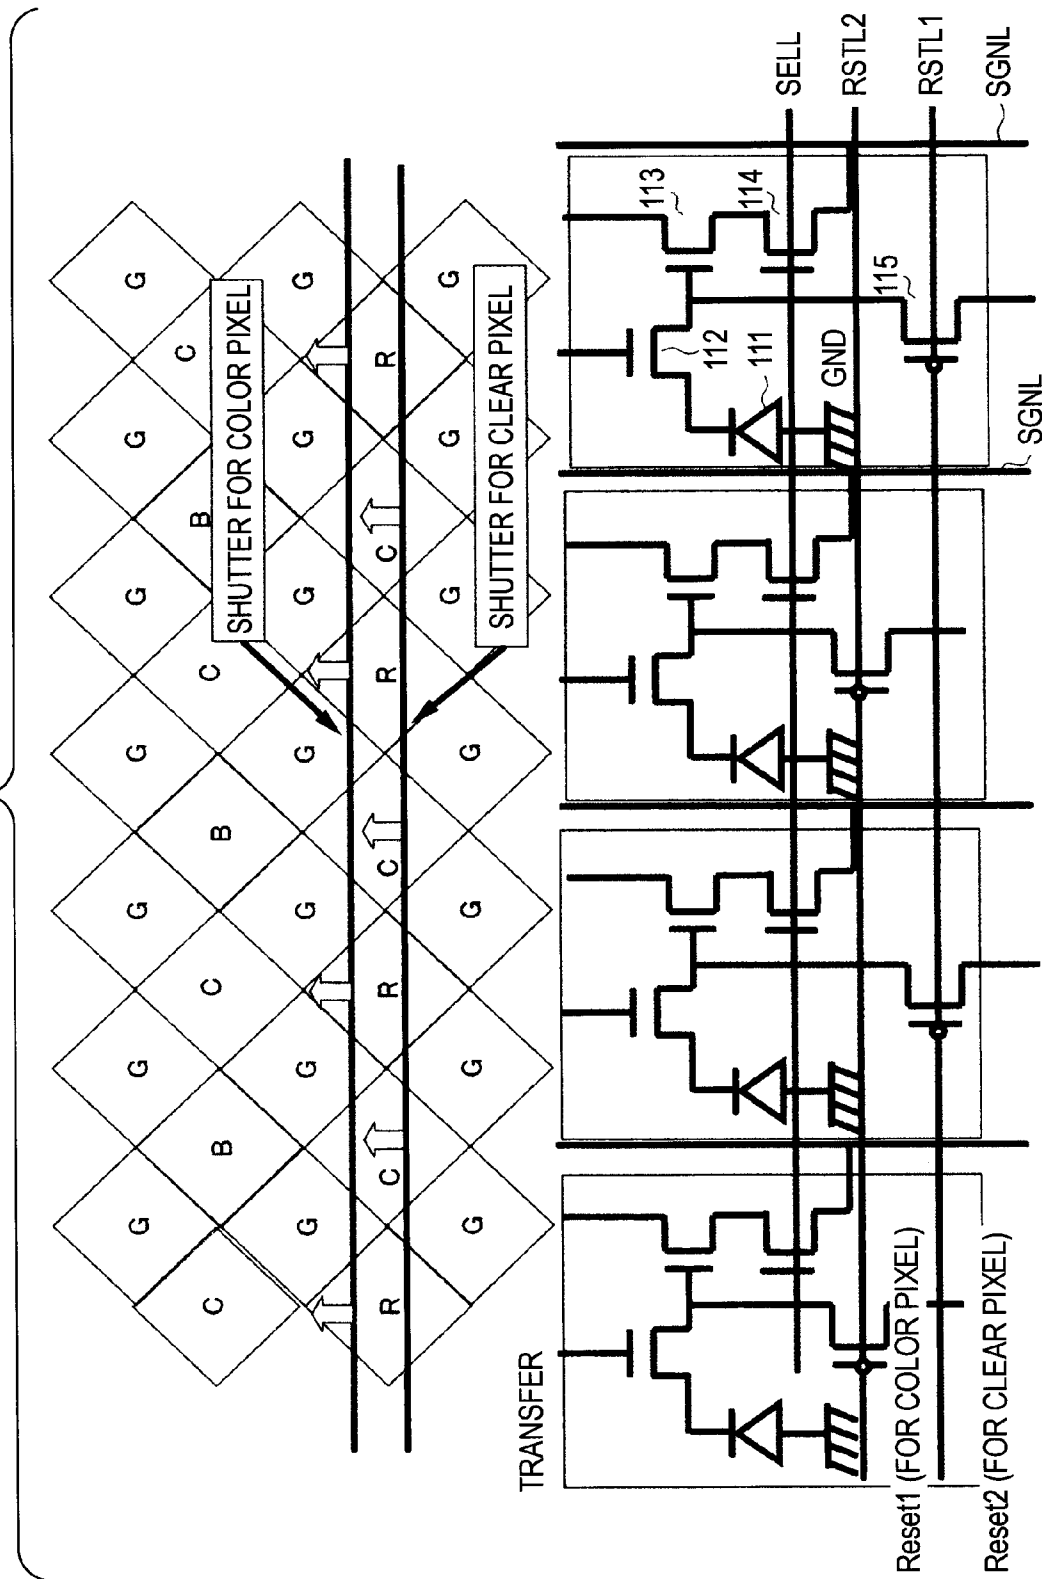 G G G G G G G
C B C B C B C
SHUTTER FOR COLOR PIXEL
G G G G G G G
R C R C R C R
G G G G G G G
SHUTTER FOR CLEAR PIXEL
TRANSFER
113
112
114
111
SELL
GND
RSTL2
115
RSTL1
Reset1 (FOR COLOR PIXEL)
SGNL
Reset2 (FOR CLEAR PIXEL)
SGNL